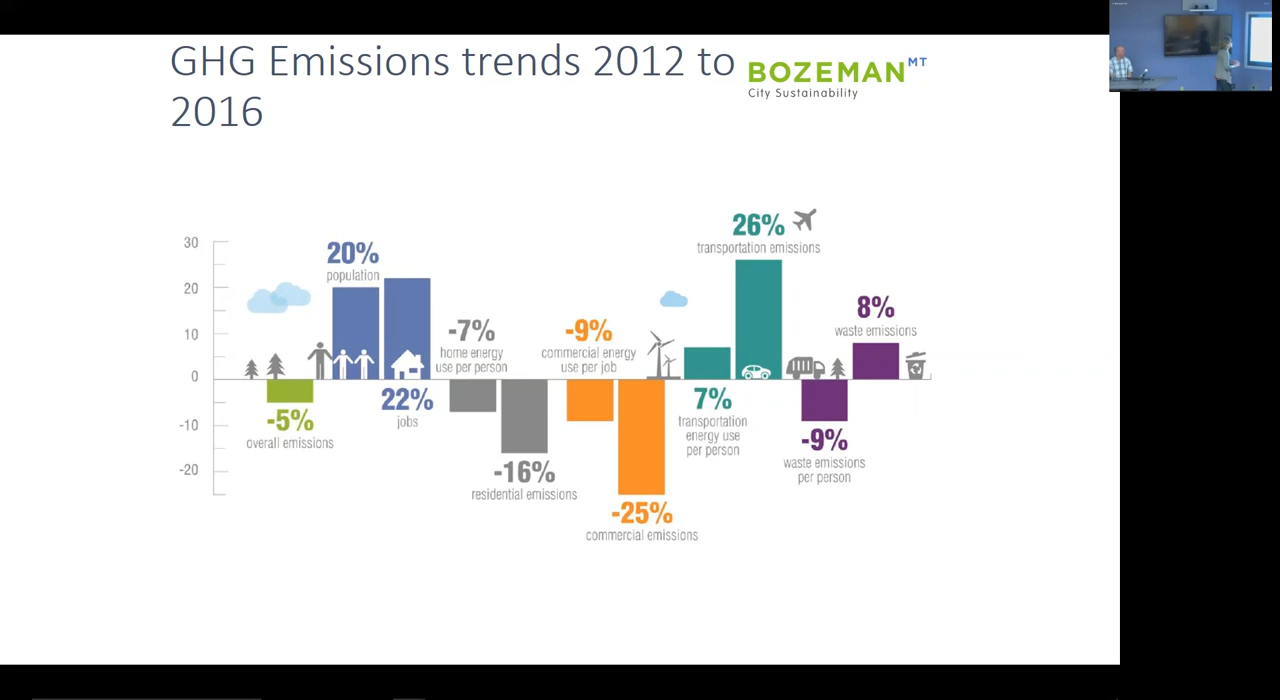 GHG Emissions trends 2012 to
2016
BOZEMAN MT
City Sustainability
30
20
10
0
-10
-20
-5%
overall emissions
20%
population
22%
jobs
-7%
home energy
use per person
-16%
residential emissions
-9%
commercial energy
use per job
-25%
commercial emissions
7%
transportation
energy use
per person
26%
transportation emissions
-9%
waste emissions
per person
8%
waste emissions